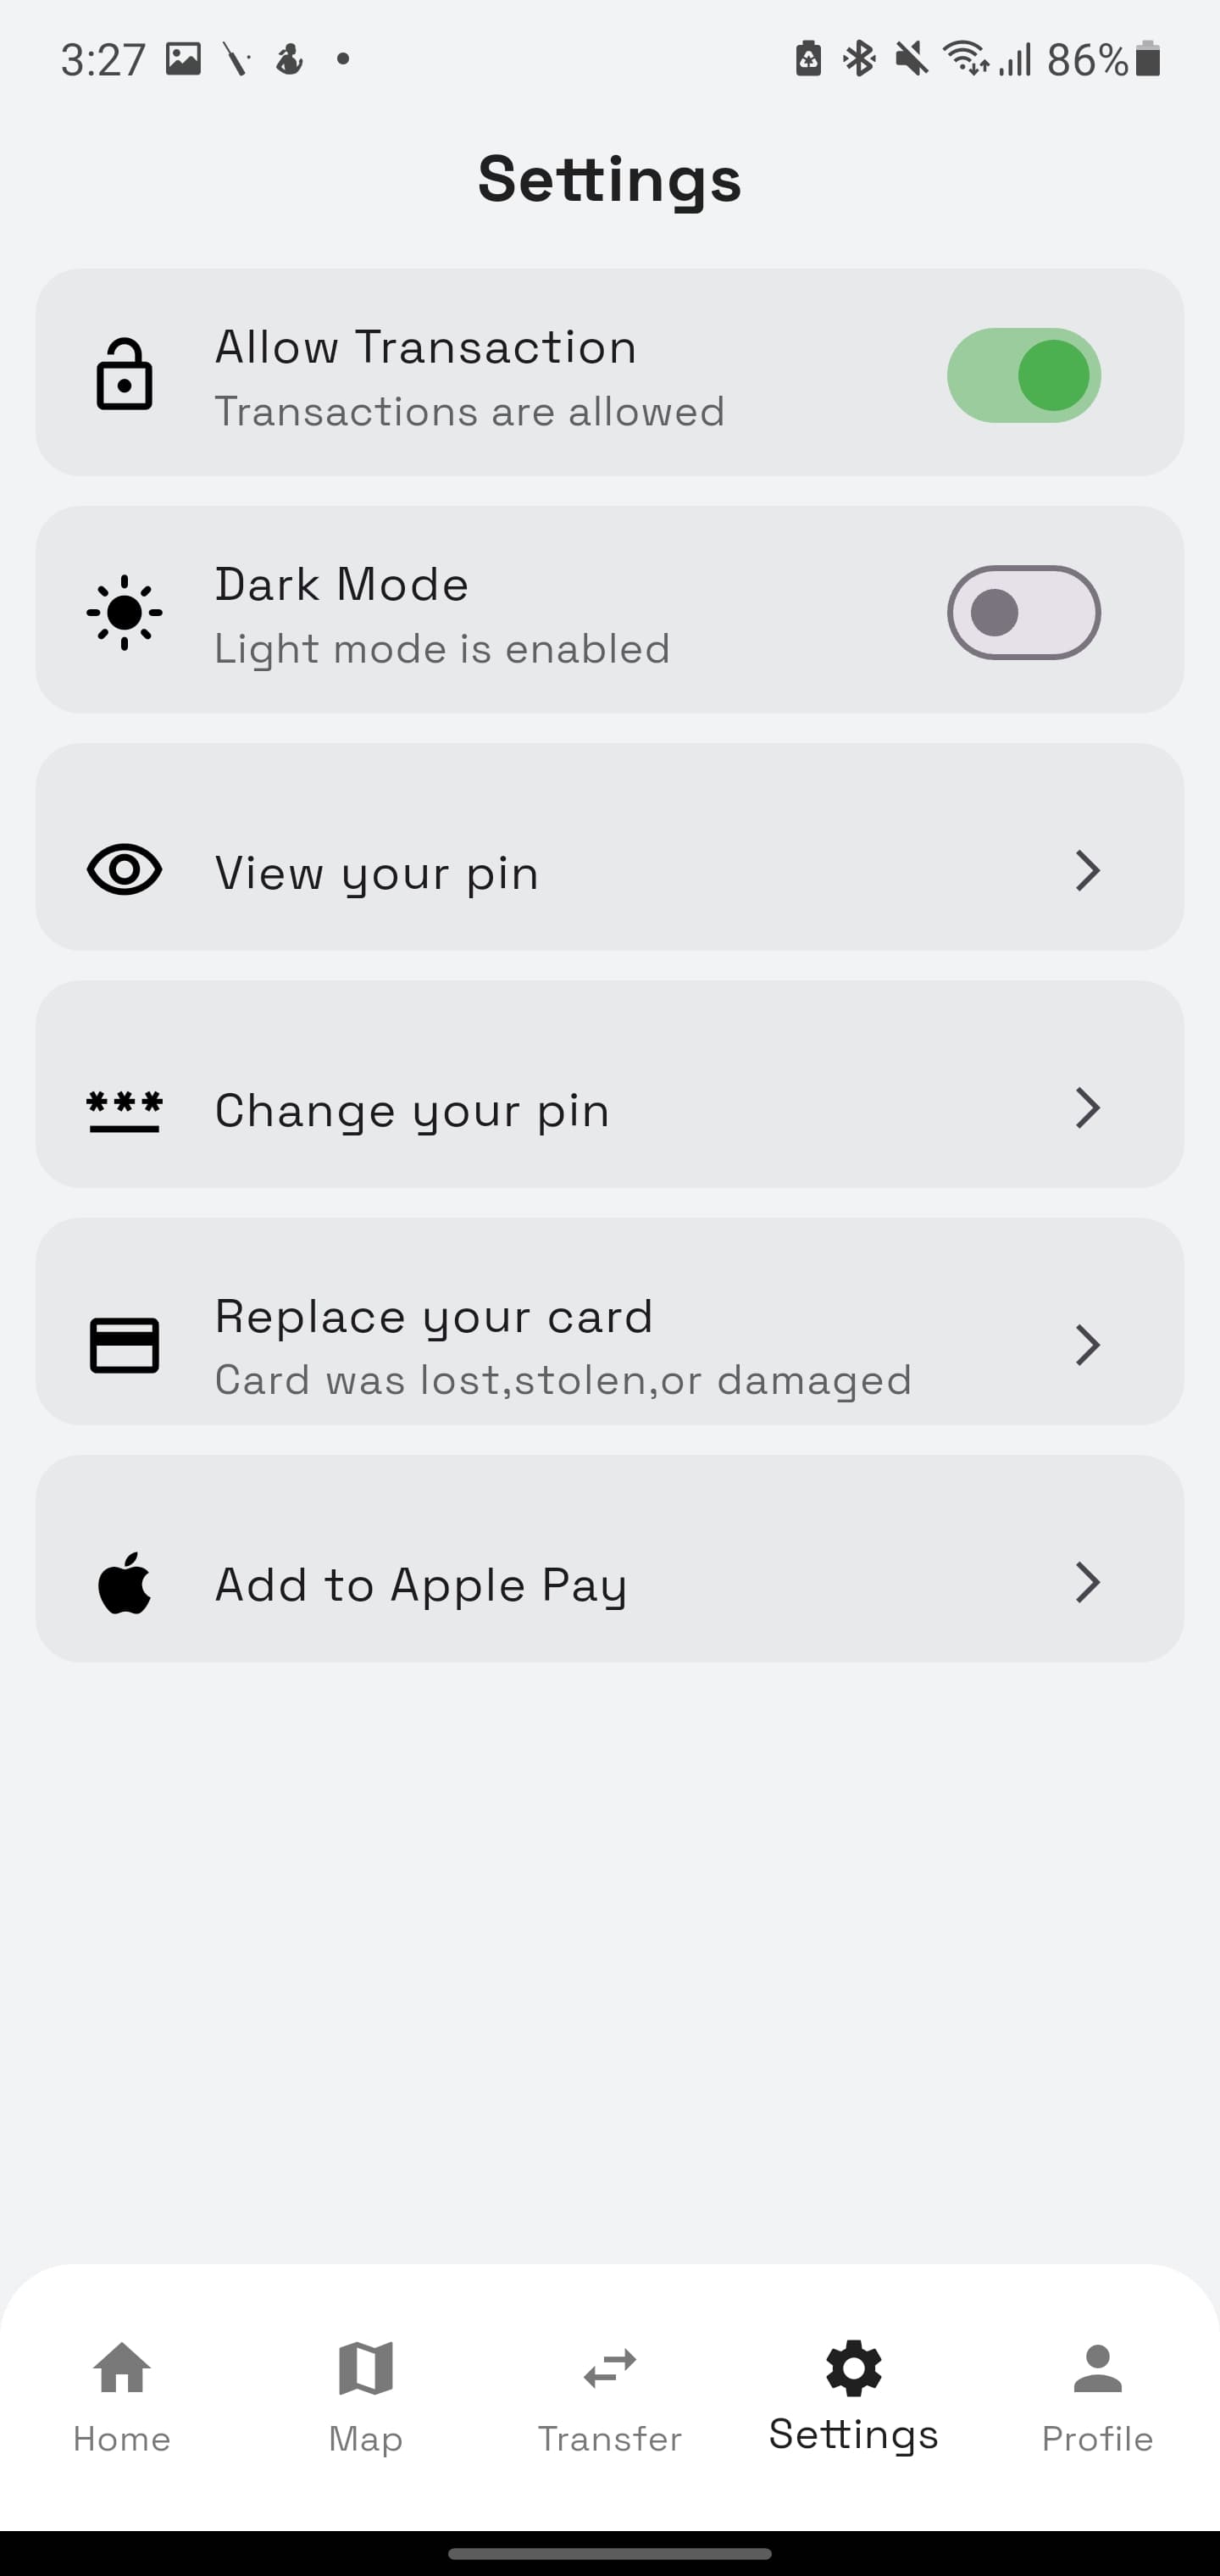 3:27
86%
Settings
Allow Transaction
Transactions are allowed
Dark Mode
Light mode is enabled
View your pin
Change your pin
Replace your card
Card was lost,stolen,or damaged
Add to Apple Pay
Home
Map
Transfer
Settings
Profile